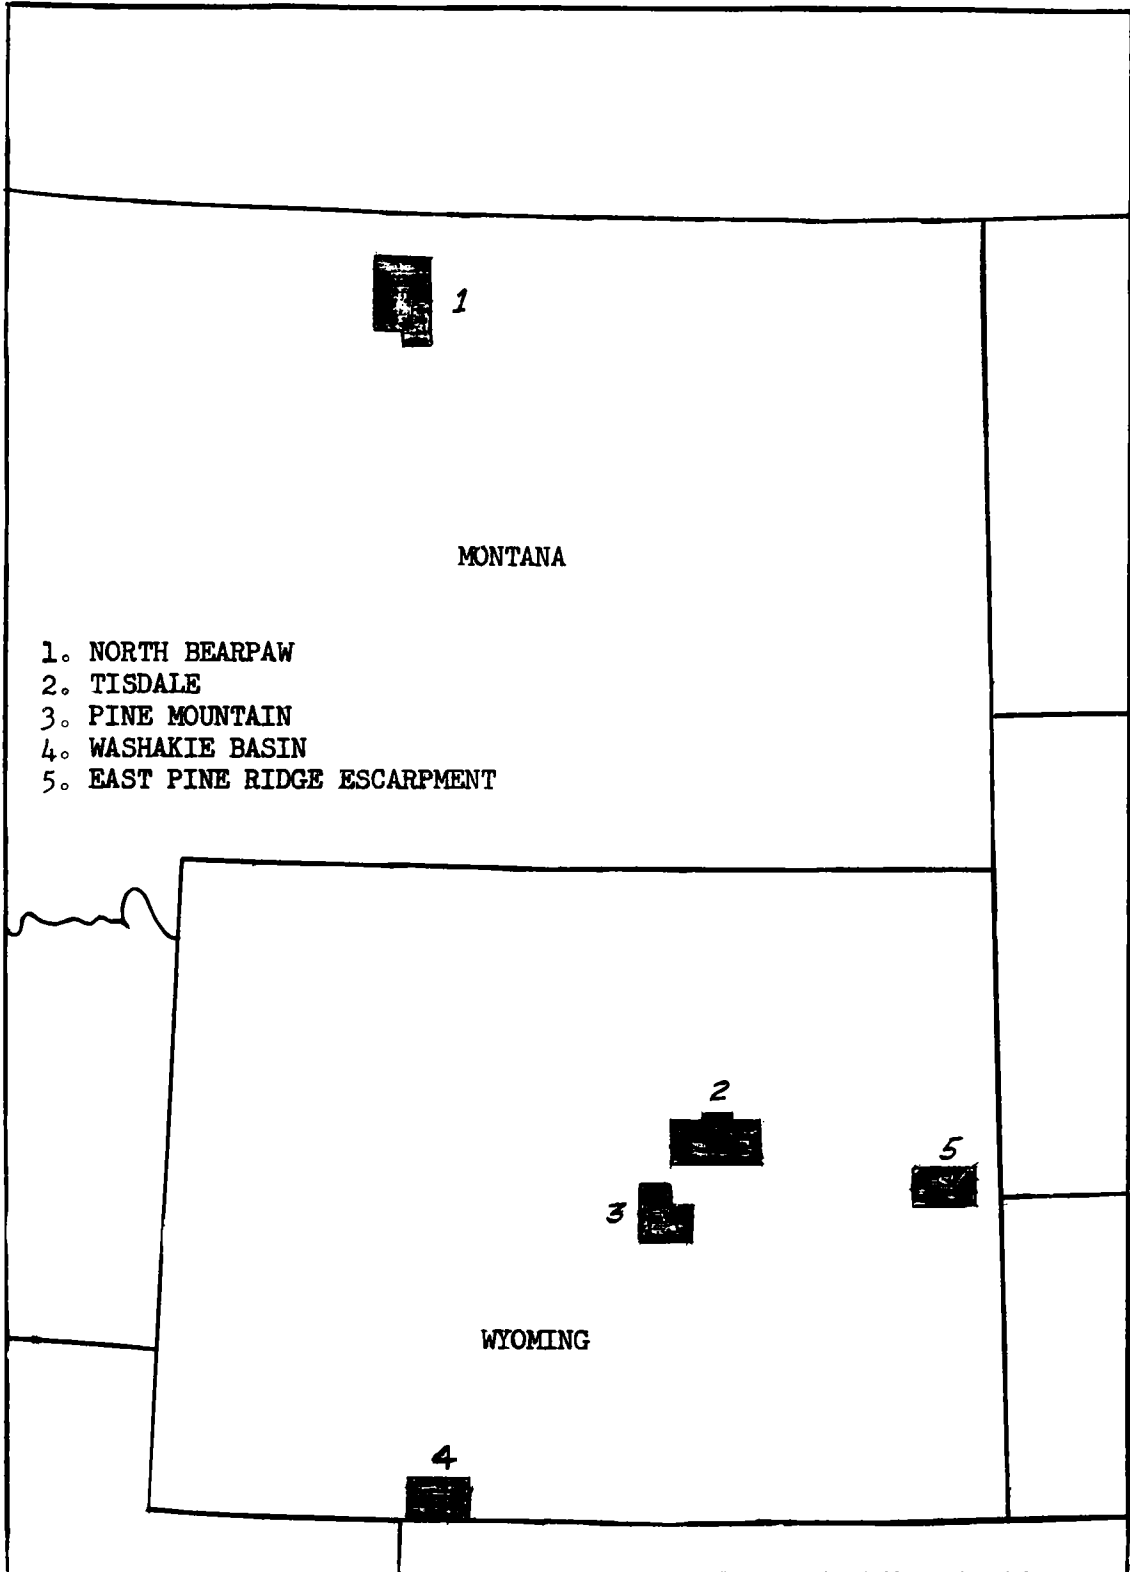 1
MONTANA
1. NORTH BEARPAW
2. TISDALE
3. PINE MOUNTAIN
4. WASHAKIE BASIN
5. EAST PINE RIDGE ESCARPMENT
2
5
3
WYOMING
4